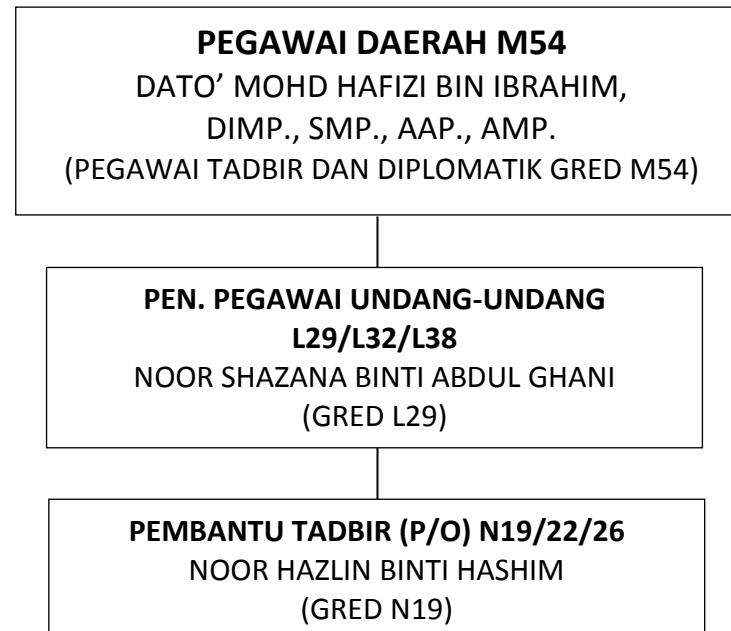 PEGAWAI DAERAH M54
DATO’ MOHD HAFIZI BIN IBRAHIM,
DIMP., SMP., AAP., AMP.
(PEGAWAI TADBIR DAN DIPLOMATIK GRED M54)
PEN. PEGAWAI UNDANG-UNDANG
L29/L32/L38
NOOR SHAZANA BINTI ABDUL GHANI
(GRED L29)
PEMBANTU TADBIR (P/O) N19/22/26
NOOR HAZLIN BINTI HASHIM
(GRED N19)